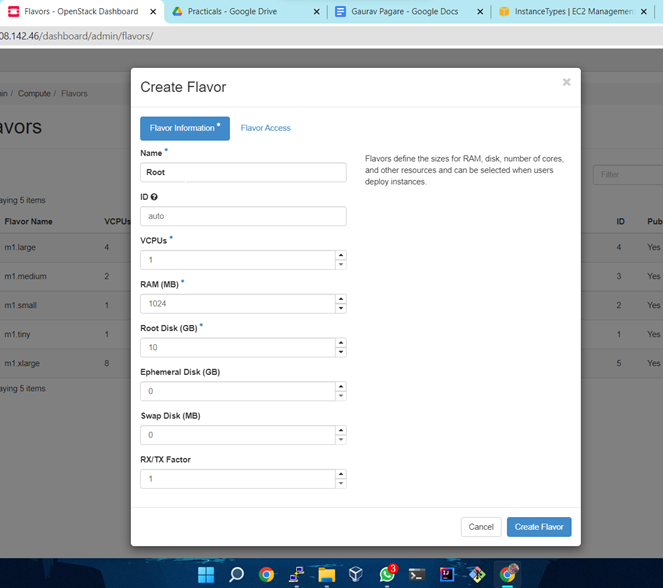 Flavors - OpenStack Dashboard
Practicals - Google Drive
Gaurav Pagare - Google Docs
InstanceTypes | EC2 Managemen
08.142.46/dashboard/admin/flavors/
Create Flavor
in / Compute / Flavors
Flavor Information *
Flavor Access
avors
Name *
Root
Flavors define the sizes for RAM, disk, number of cores,
and other resources and can be selected when users
deploy instances.
Filter
ID
auto
aying 5 items
Flavor Name
VCPUs
ID
Pub
VCPUs *
1
m1.large
4
4
Yes
m1.medium
2
3
Yes
RAM (MB) *
1024
m1.small
1
2
Yes
Root Disk (GB) *
10
m1.tiny
1
1
Yes
m1.xlarge
8
5
Yes
Ephemeral Disk (GB)
0
aying 5 items
Swap Disk (MB)
0
RX/TX Factor
1
Cancel
Create Flavor
3